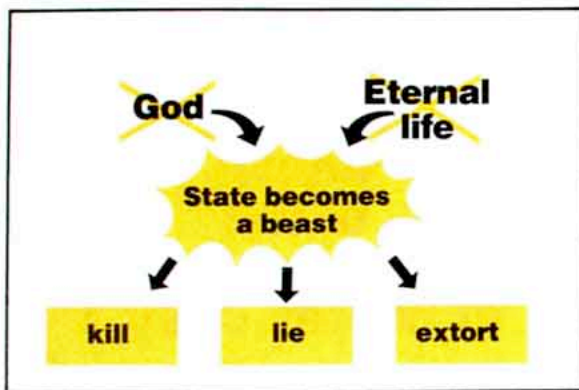 God
Eternal
life
State becomes
a beast
kill
lie
extort